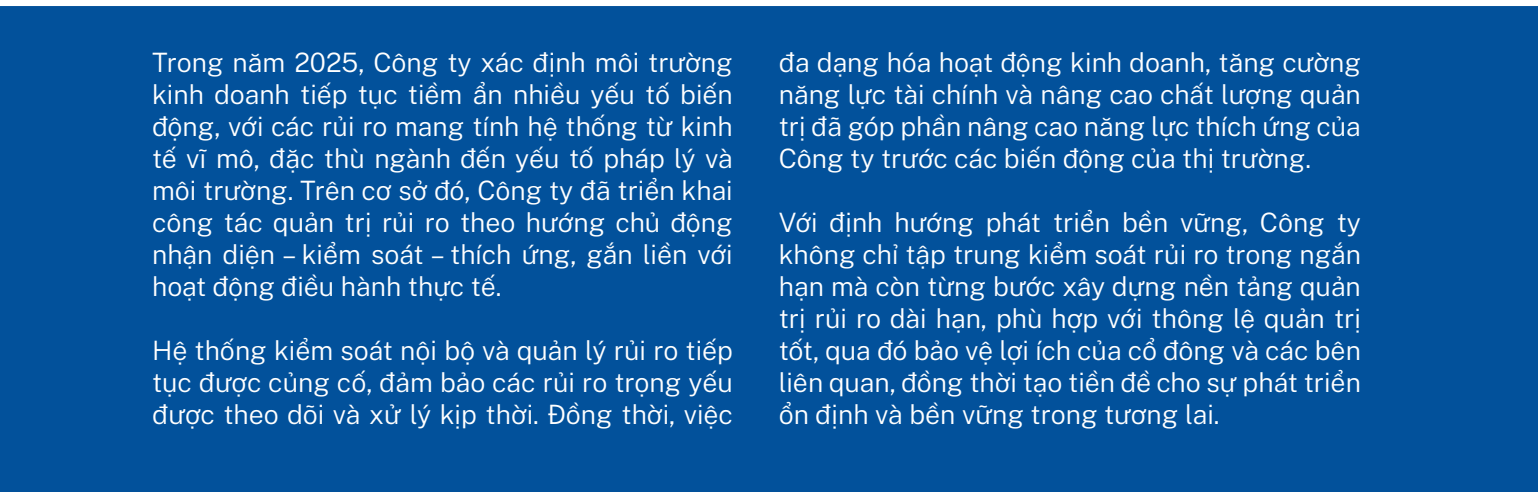 Trong năm 2025, Công ty xác định môi trường
kinh doanh tiếp tục tiềm ẩn nhiều yếu tố biến
động, với các rủi ro mang tính hệ thống từ kinh
tế vĩ mô, đặc thù ngành đến yếu tố pháp lý và
môi trường. Trên cơ sở đó, Công ty đã triển khai
công tác quản trị rủi ro theo hướng chủ động
nhận diện – kiểm soát – thích ứng, gắn liền với
hoạt động điều hành thực tế.

Hệ thống kiểm soát nội bộ và quản lý rủi ro tiếp
tục được củng cố, đảm bảo các rủi ro trọng yếu
được theo dõi và xử lý kịp thời. Đồng thời, việc
đa dạng hóa hoạt động kinh doanh, tăng cường
năng lực tài chính và nâng cao chất lượng quản
trị đã góp phần nâng cao năng lực thích ứng của
Công ty trước các biến động của thị trường.

Với định hướng phát triển bền vững, Công ty
không chỉ tập trung kiểm soát rủi ro trong ngắn
hạn mà còn từng bước xây dựng nền tảng quản
trị rủi ro dài hạn, phù hợp với thông lệ quản trị
tốt, qua đó bảo vệ lợi ích của cổ đông và các bên
liên quan, đồng thời tạo tiền đề cho sự phát triển
ổn định và bền vững trong tương lai.